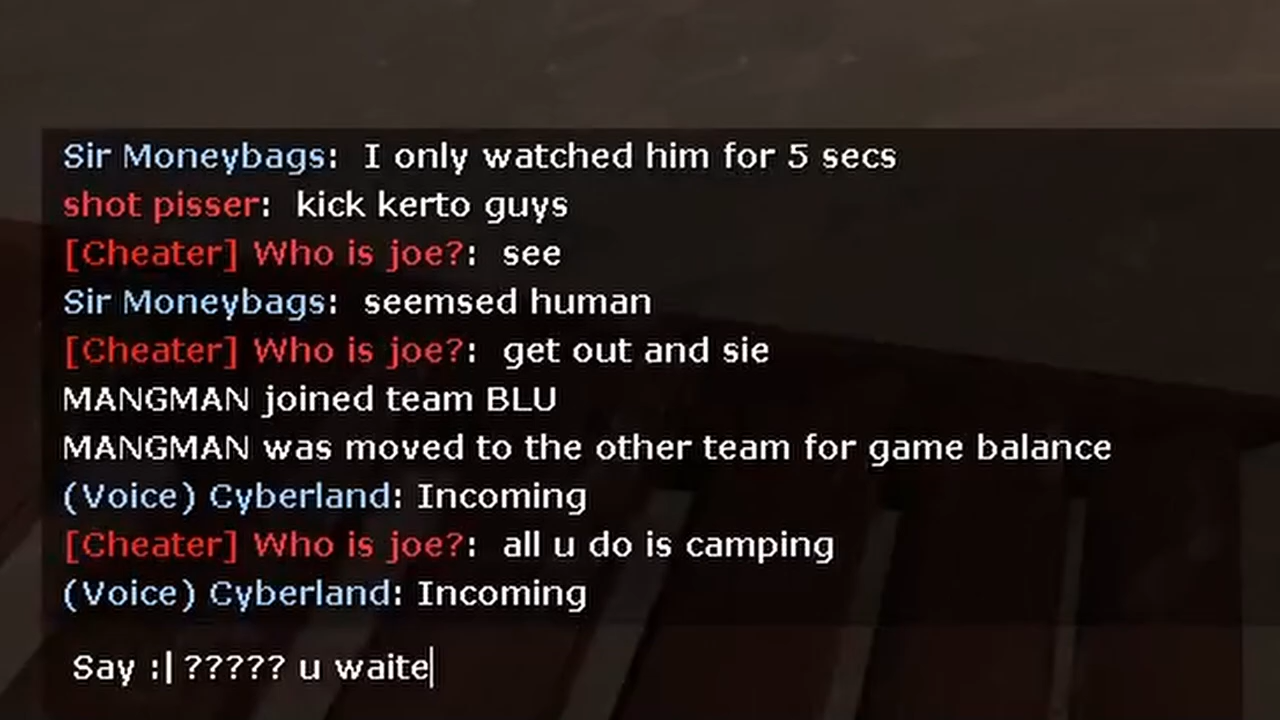 Sir Moneybags: I only watched him for 5 secs
shot pisser: kick kerto guys
[Cheater] Who is joe?: see
Sir Moneybags: seemsed human
[Cheater] Who is joe?: get out and sie
MANGMAN joined team BLU
MANGMAN was moved to the other team for game balance
(Voice) Cyberland: Incoming
[Cheater] Who is joe?: all u do is camping
(Voice) Cyberland: Incoming
Say :| ????? u waite